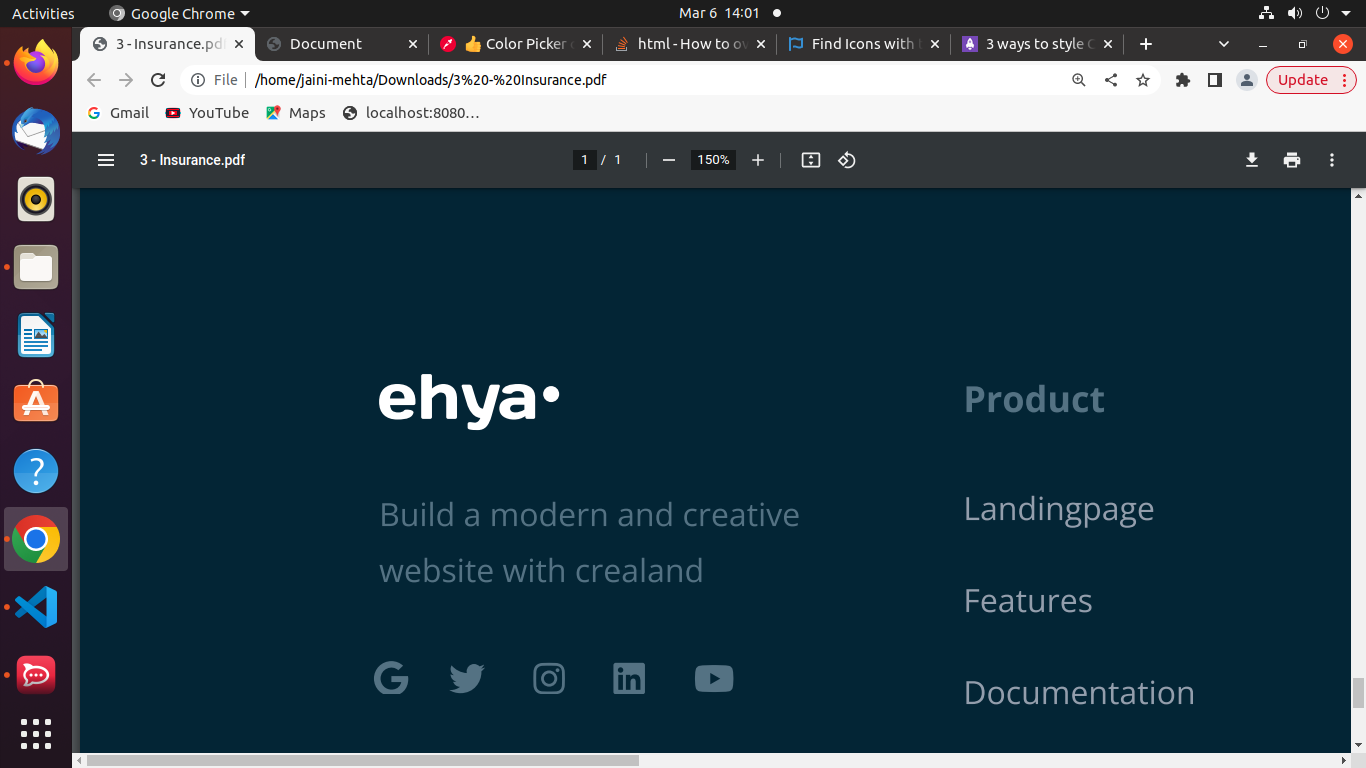 Activities
Google Chrome
Mar 6 14:01
3 - Insurance.pdf
Document
Color Picker
html - How to ov
Find Icons with
3 ways to style C
File
/home/jaini-mehta/Downloads/3%20-%20Insurance.pdf
Update
Gmail
YouTube
Maps
localhost:8080…
3 - Insurance.pdf
1 / 1
150%
ehya
Product
Build a modern and creative
website with crealand
Landingpage
Features
Documentation